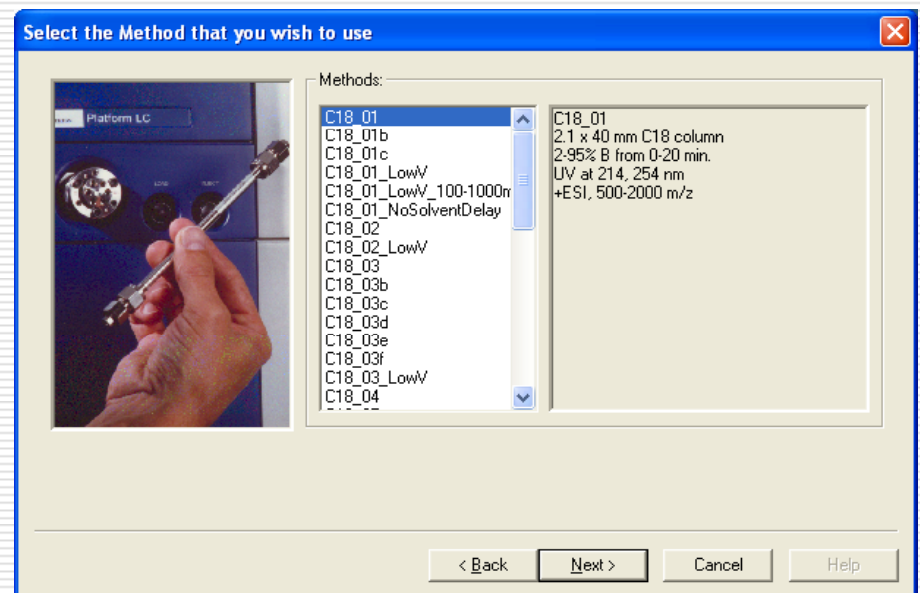 Select the Method that you wish to use
Platform LC
Methods:
C18_01
C18_01b
C18_01c
C18_01_LowV
C18_01_LowV_100-1000m
C18_01_NoSolventDelay
C18_02
C18_02_LowV
C18_03
C18_03b
C18_03c
C18_03d
C18_03e
C18_03f
C18_03_LowV
C18_04
C18_01
2.1 x 40 mm C18 column
2-95% B from 0-20 min.
UV at 214, 254 nm
+ESI, 500-2000 m/z
< Back
Next >
Cancel
Help